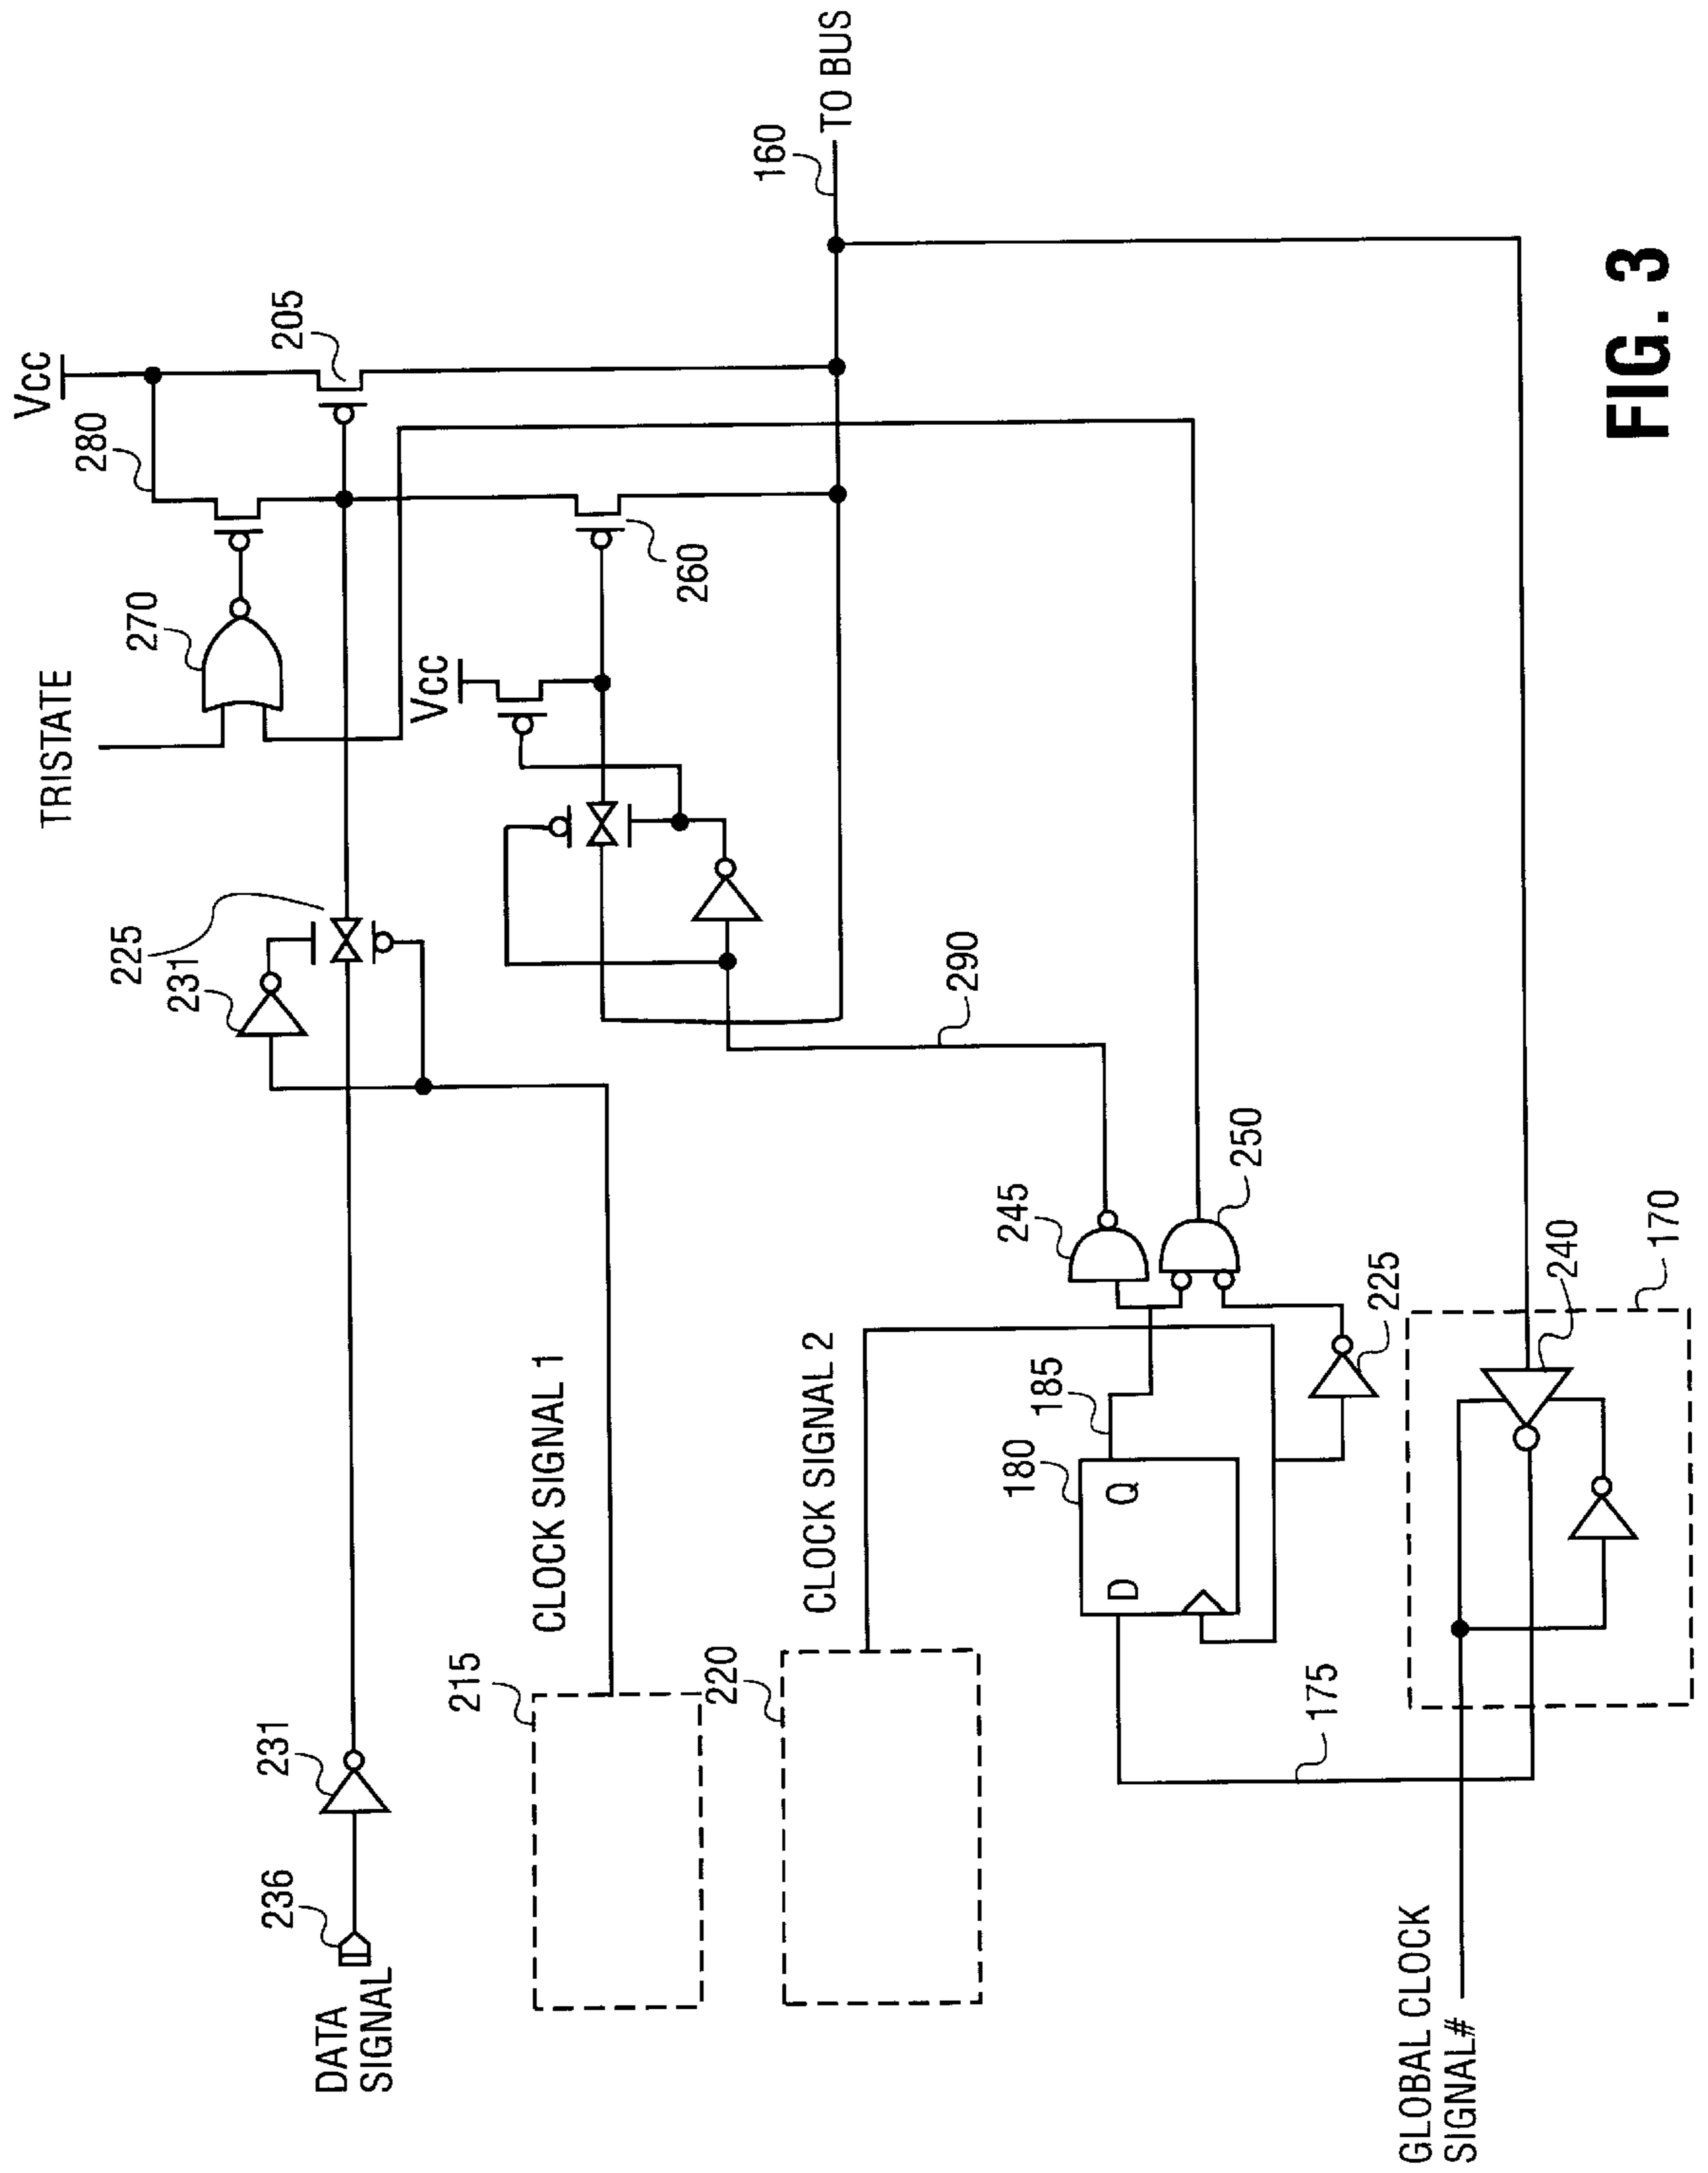 TRISTATE
VCC
280
270
205
VCC
260
160
TO BUS
225
231
290
DATA
SIGNAL
236
231
215
CLOCK SIGNAL 1
220
CLOCK SIGNAL 2
245
250
180
185
D
Q
225
175
240
170
GLOBAL CLOCK
SIGNAL#
FIG. 3